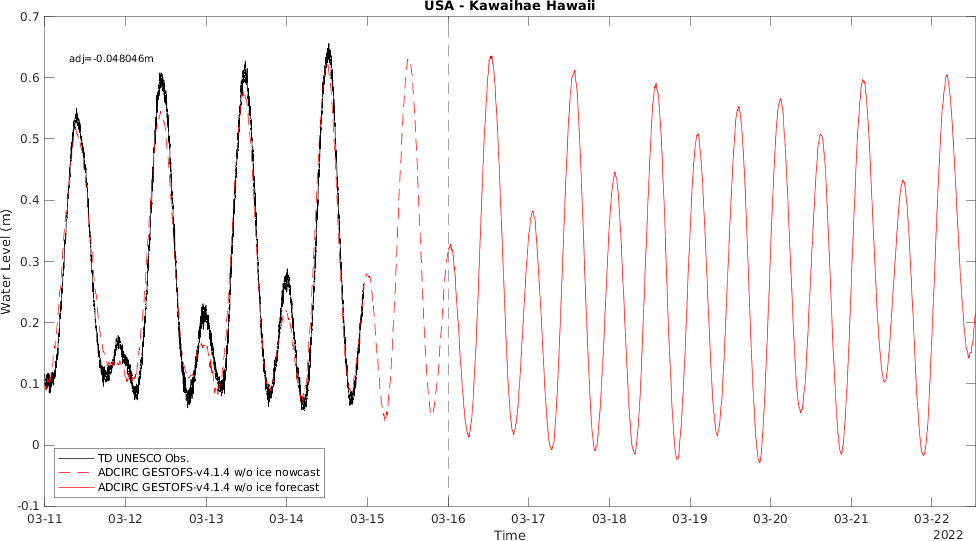 USA - Kawaihae Hawaii
0.7
adj=-0.048046m
0.6
0.5
0.4
0.3
0.2
0.1
0
-0.1
Water Level (m)
TD UNESCO Obs.
ADCIRC GESTOFS-v4.1.4 w/o ice nowcast
ADCIRC GESTOFS-v4.1.4 w/o ice forecast
03-11 03-12 03-13 03-14 03-15 03-16 03-17 03-18 03-19 03-20 03-21 03-22
Time
2022